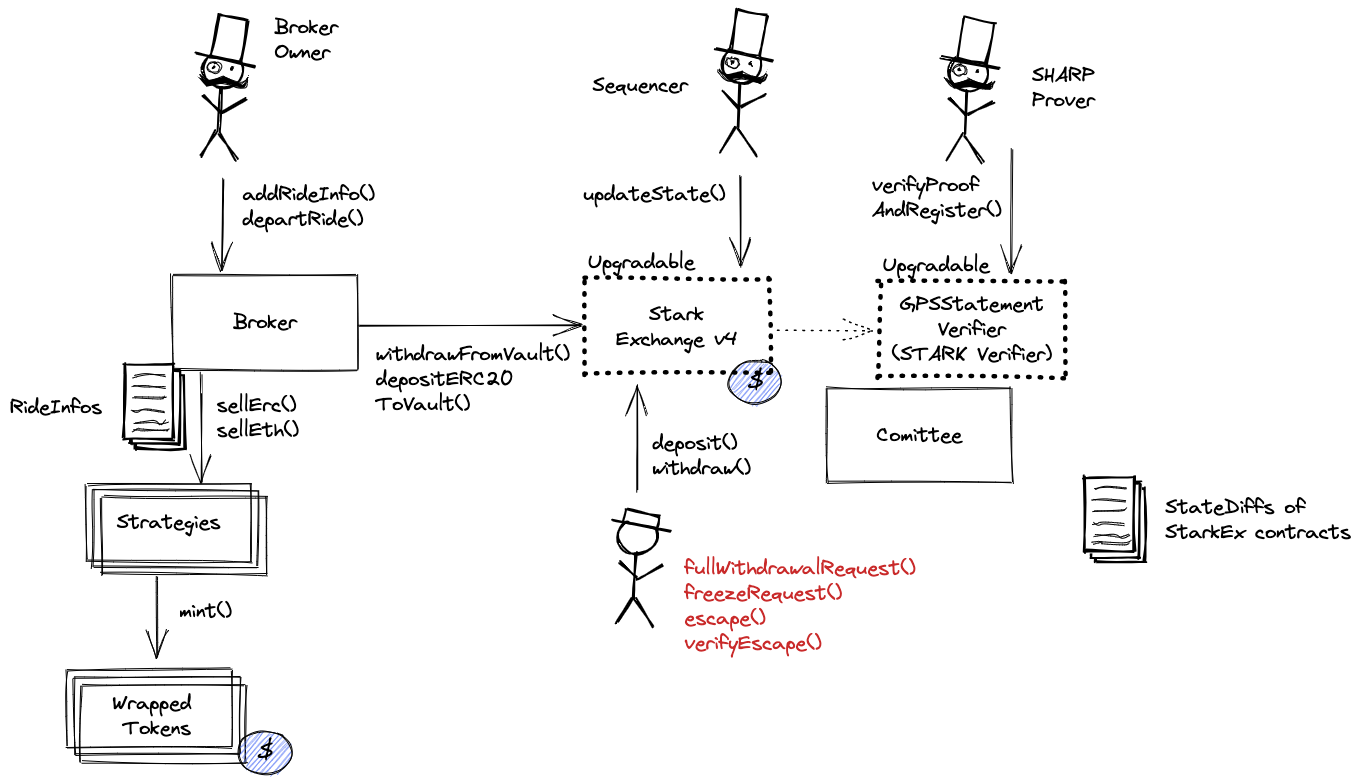 Broker
Owner
Sequencer
SHARP
Prover
addRideInfo()
departRide()
updateState()
verifyProof
AndRegister()
Upgradable
Upgradable
Broker
Stark
Exchange v4
GPSStatement
Verifier
(STARK Verifier)
withdrawFromVault()
depositERC20
ToVault()
$
RideInfos
sellErc()
sellEth()
deposit()
withdraw()
Comittee
Strategies
StateDiffs of
StarkEx contracts
fullWithdrawalRequest()
freezeRequest()
escape()
verifyEscape()
mint()
Wrapped
Tokens
$